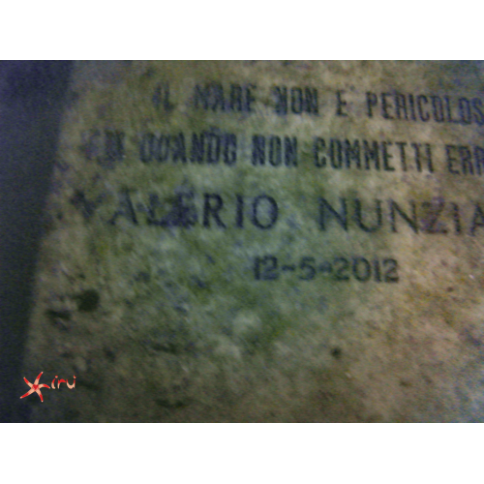 IL MARE NON E PERICOLOS
QUANDO NON COMMETTI ERR
VALERIO NUNZIA
12-5-2012